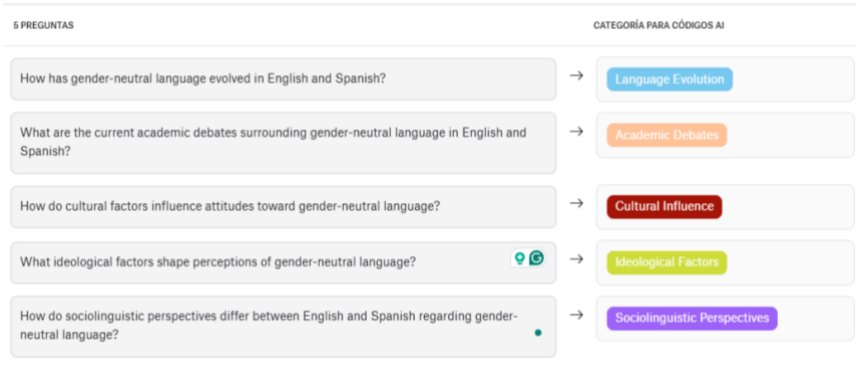 5 PREGUNTAS
CATEGORÍA PARA CÓDIGOS AI
How has gender-neutral language evolved in English and Spanish?
Language Evolution
What are the current academic debates surrounding gender-neutral language in English and
Spanish?
Academic Debates
How do cultural factors influence attitudes toward gender-neutral language?
Cultural Influence
What ideological factors shape perceptions of gender-neutral language?
Ideological Factors
How do sociolinguistic perspectives differ between English and Spanish regarding gender-
neutral language?
Sociolinguistic Perspectives